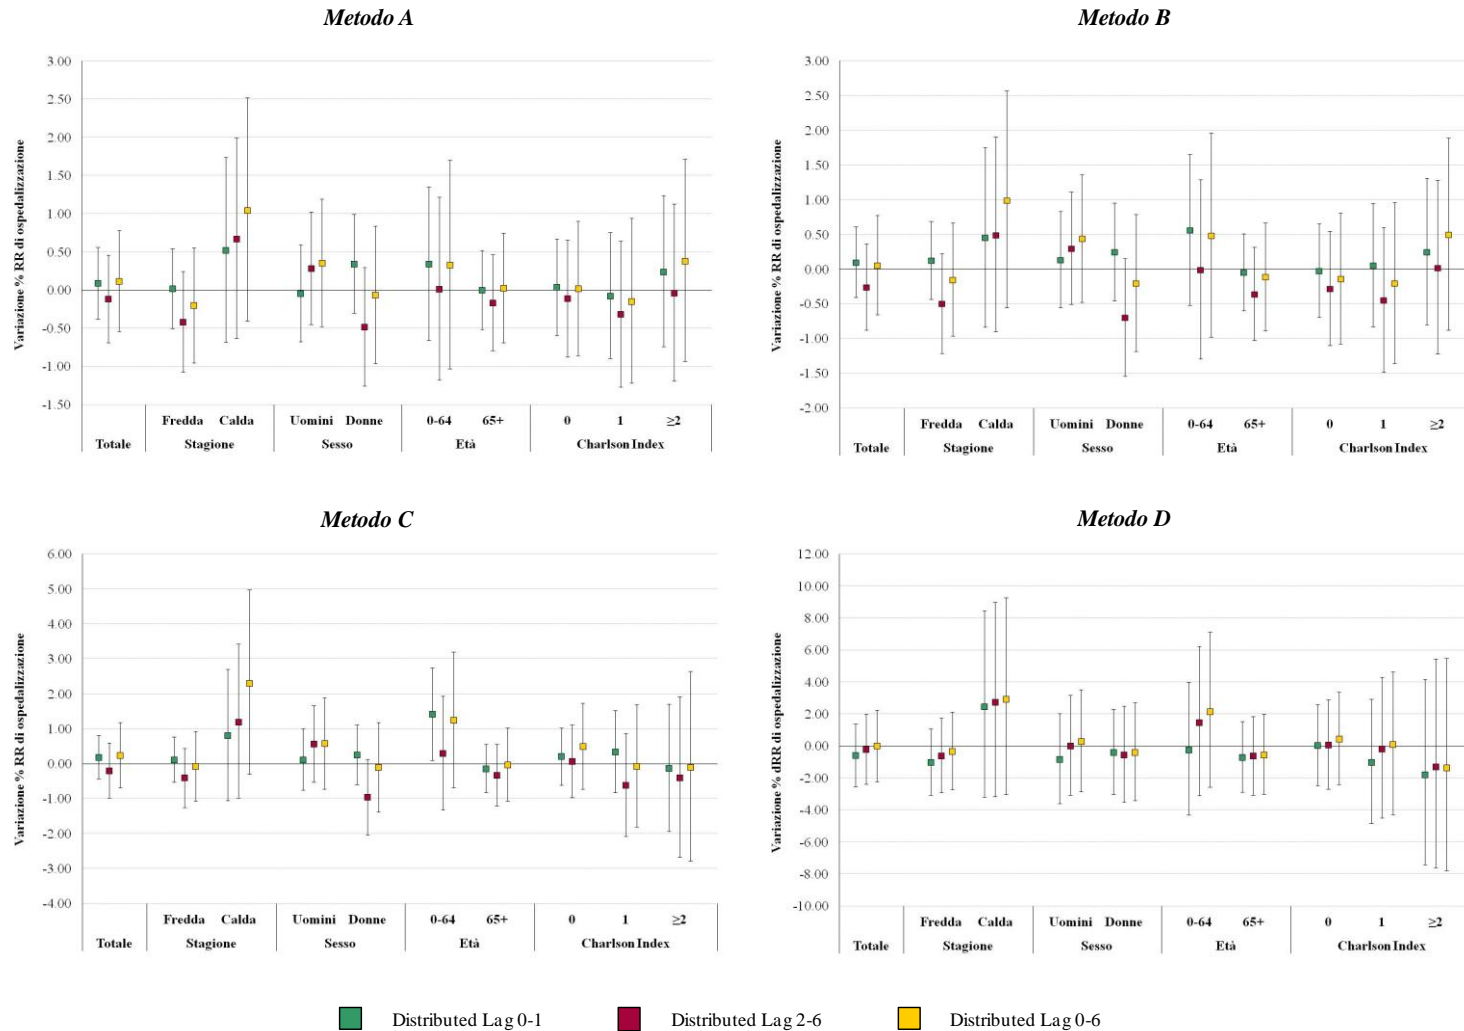 Metodo A
Variazione % RR di ospedalizzazione
3.00
2.50
2.00
1.50
1.00
0.50
0.00
-0.50
-1.00
-1.50
Fredda Calda Uomini Donne 0-64 65+ 0 1 ≥2
Totale Stagione Sesso Età Charlson Index
Metodo B
Variazione % RR di ospedalizzazione
3.00
2.50
2.00
1.50
1.00
0.50
0.00
-0.50
-1.00
-1.50
-2.00
Fredda Calda Uomini Donne 0-64 65+ 0 1 ≥2
Totale Stagione Sesso Età Charlson Index
Metodo C
Variazione % RR di ospedalizzazione
6.00
5.00
4.00
3.00
2.00
1.00
0.00
-1.00
-2.00
-3.00
-4.00
Fredda Calda Uomini Donne 0-64 65+ 0 1 ≥2
Totale Stagione Sesso Età Charlson Index
Metodo D
Variazione % dRR di ospedalizzazione
12.00
10.00
8.00
6.00
4.00
2.00
0.00
-2.00
-4.00
-6.00
-8.00
-10.00
Fredda Calda Uomini Donne 0-64 65+ 0 1 ≥2
Totale Stagione Sesso Età Charlson Index
Distributed Lag 0-1 Distributed Lag 2-6 Distributed Lag 0-6